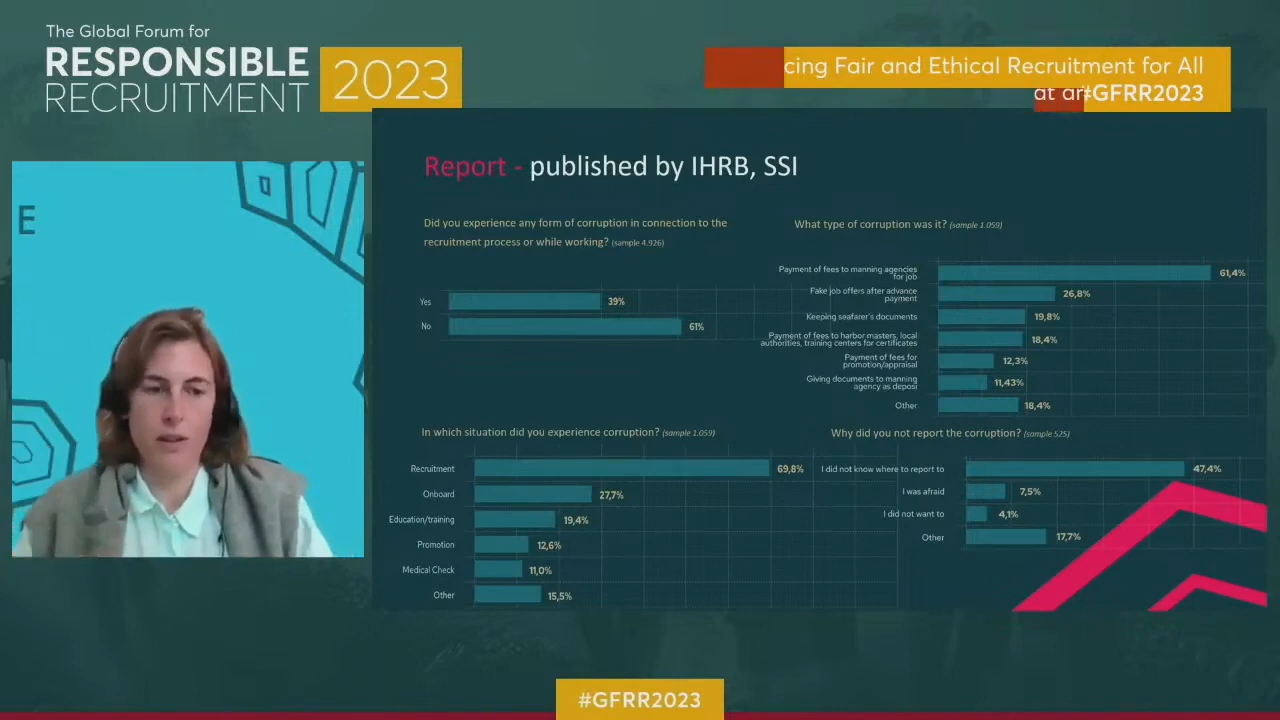 The Global Forum for
RESPONSIBLE
RECRUITMENT
2023
cing Fair and Ethical Recruitment for All
at
#GFRR2023
E
Report - published by IHRB, SSI
Did you experience any form of corruption in connection to the
recruitment process or while working? (sample 4,926)
Yes 39%
No 61%
What type of corruption was it? (sample 1.059)
Payment of fees to manning agencies
for job
61,4%
Fake job offers after advance
payment
26,8%
Keeping seafarer's documents 19,8%
Payment of fees to harbor masters, local
authorities, training centers for certificates
18,4%
Payment of fees for
promotion/appraisal
12,3%
Giving documents to manning
agency as deposi
11,43%
Other 18,4%
In which situation did you experience corruption? (sample 1.059)
Recruitment 69,8%
Onboard 27,7%
Education/training 19,4%
Promotion 12,6%
Medical Check 11,0%
Other 15,5%
Why did you not report the corruption? (sample 525)
I did not know where to report to 47,4%
I was afraid 7,5%
I did not want to 4,1%
Other 17,7%
#GFRR2023